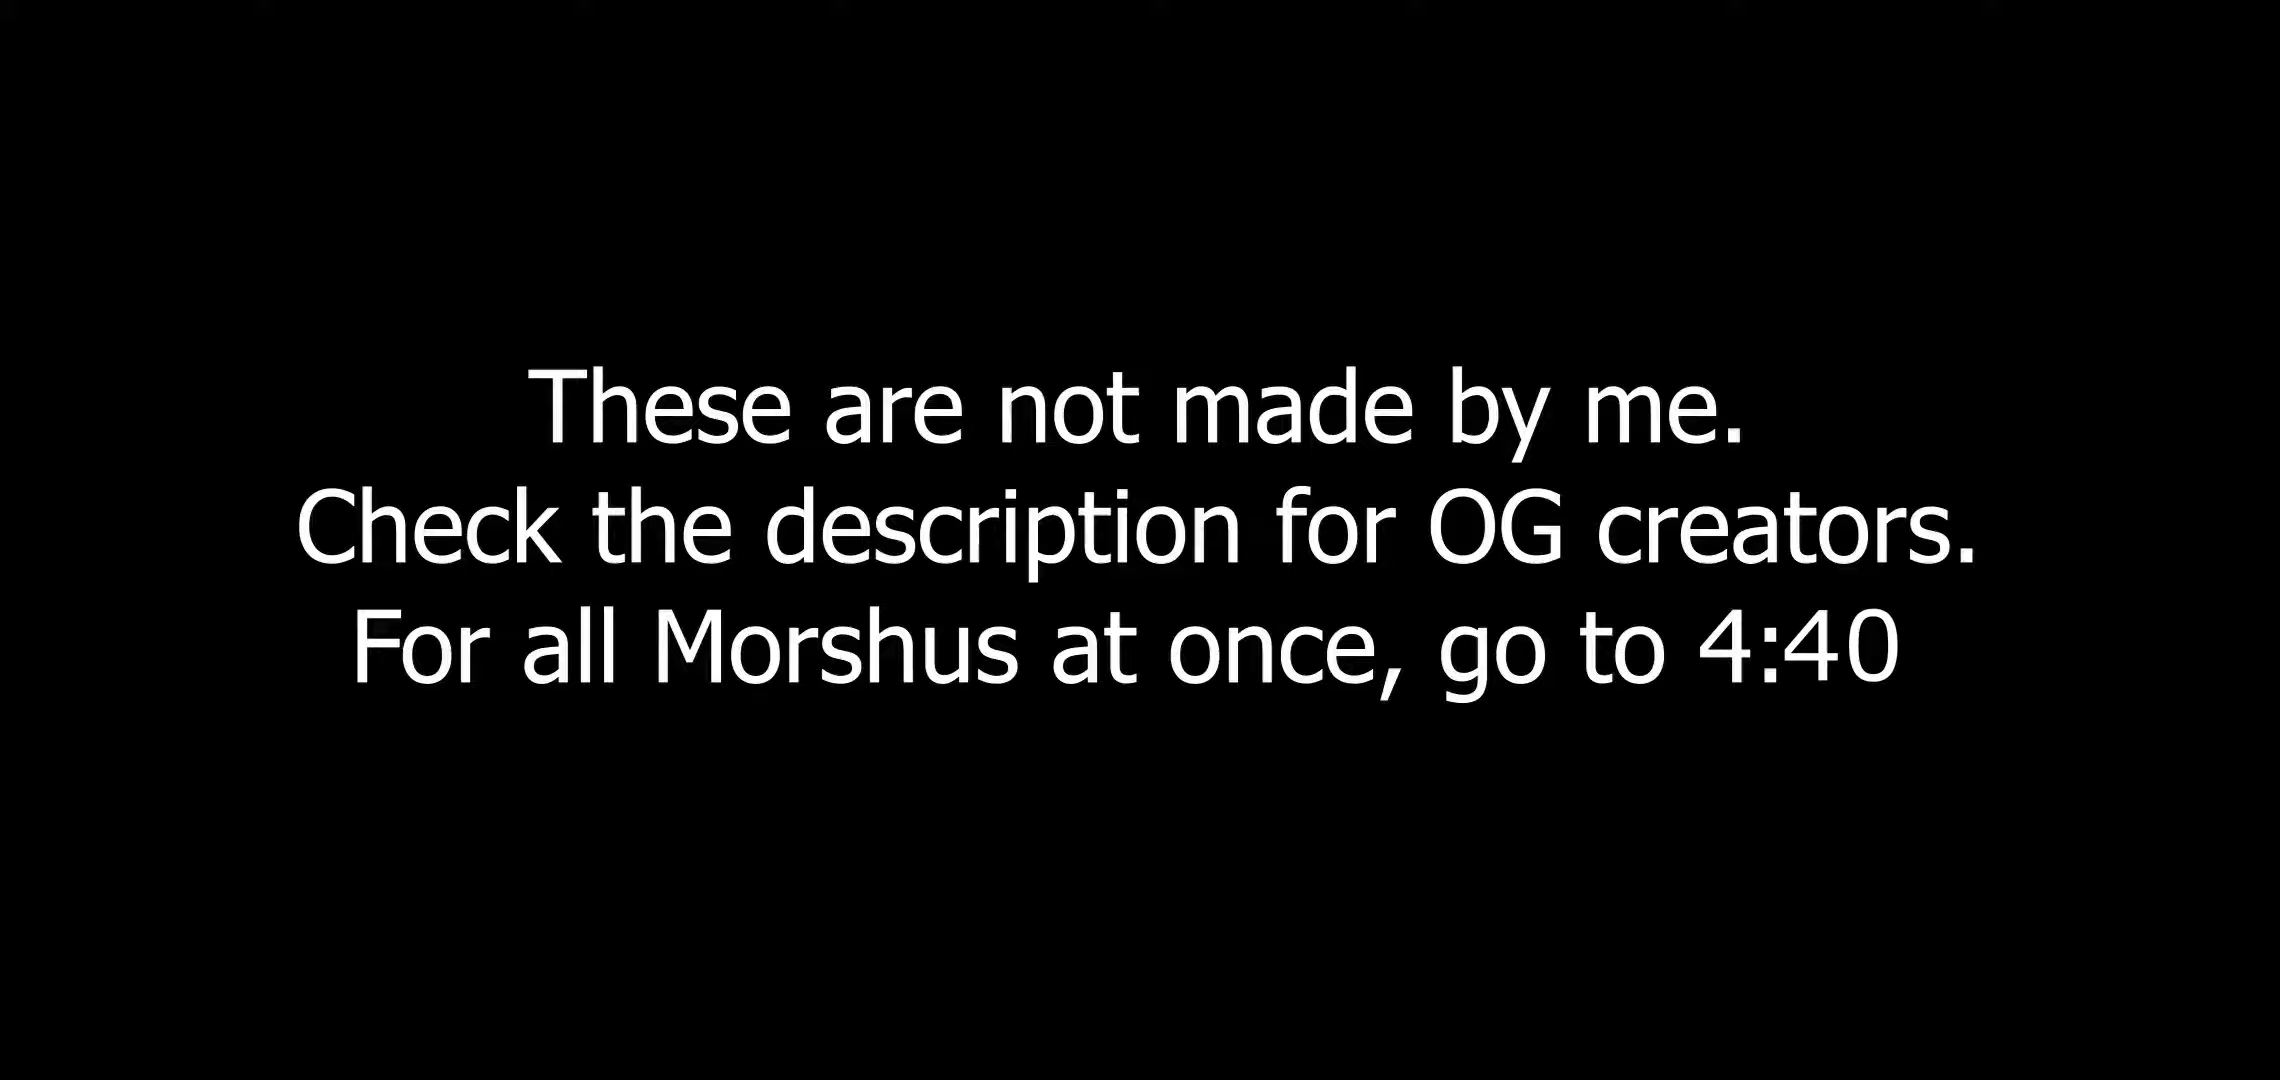 These are not made by me.
Check the description for OG creators.
For all Morshus at once, go to 4:40